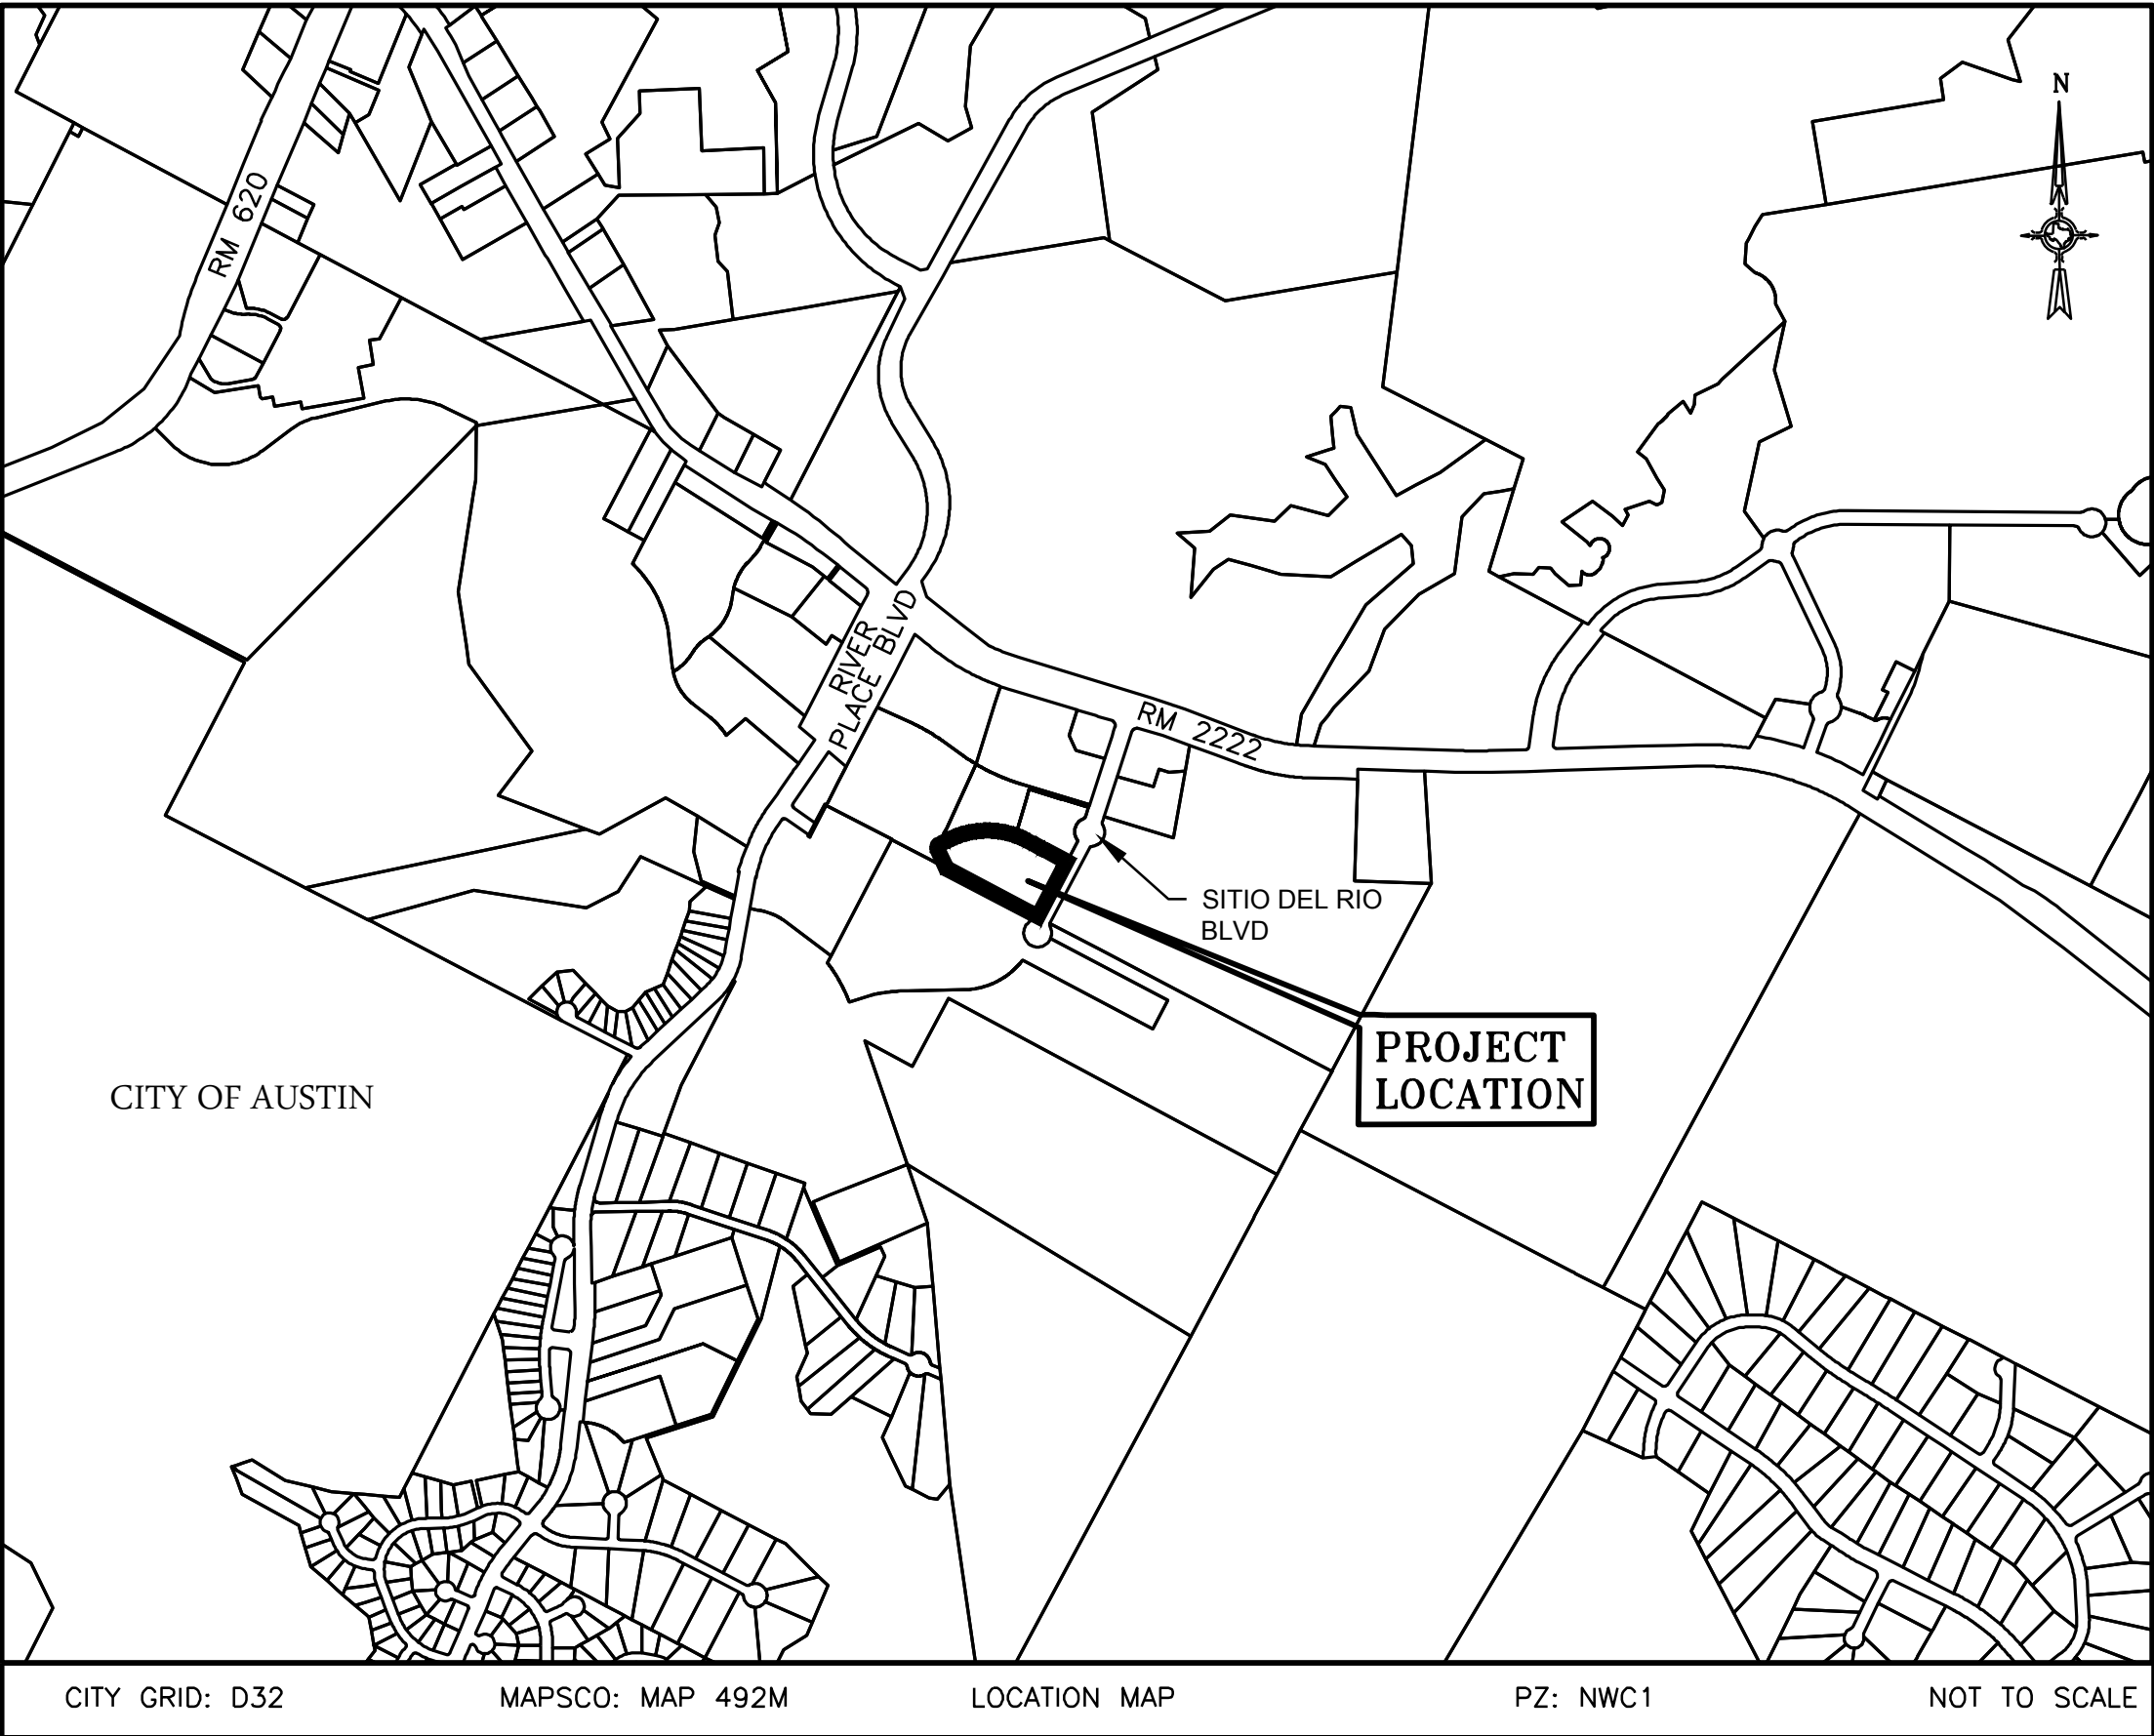 N
RM 620
RIVER
PLACE BLVD
RM 2222
SITIO DEL RIO
BLVD
PROJECT
LOCATION
CITY OF AUSTIN
CITY GRID: D32 MAPSCO: MAP 492M LOCATION MAP PZ: NWC1 NOT TO SCALE